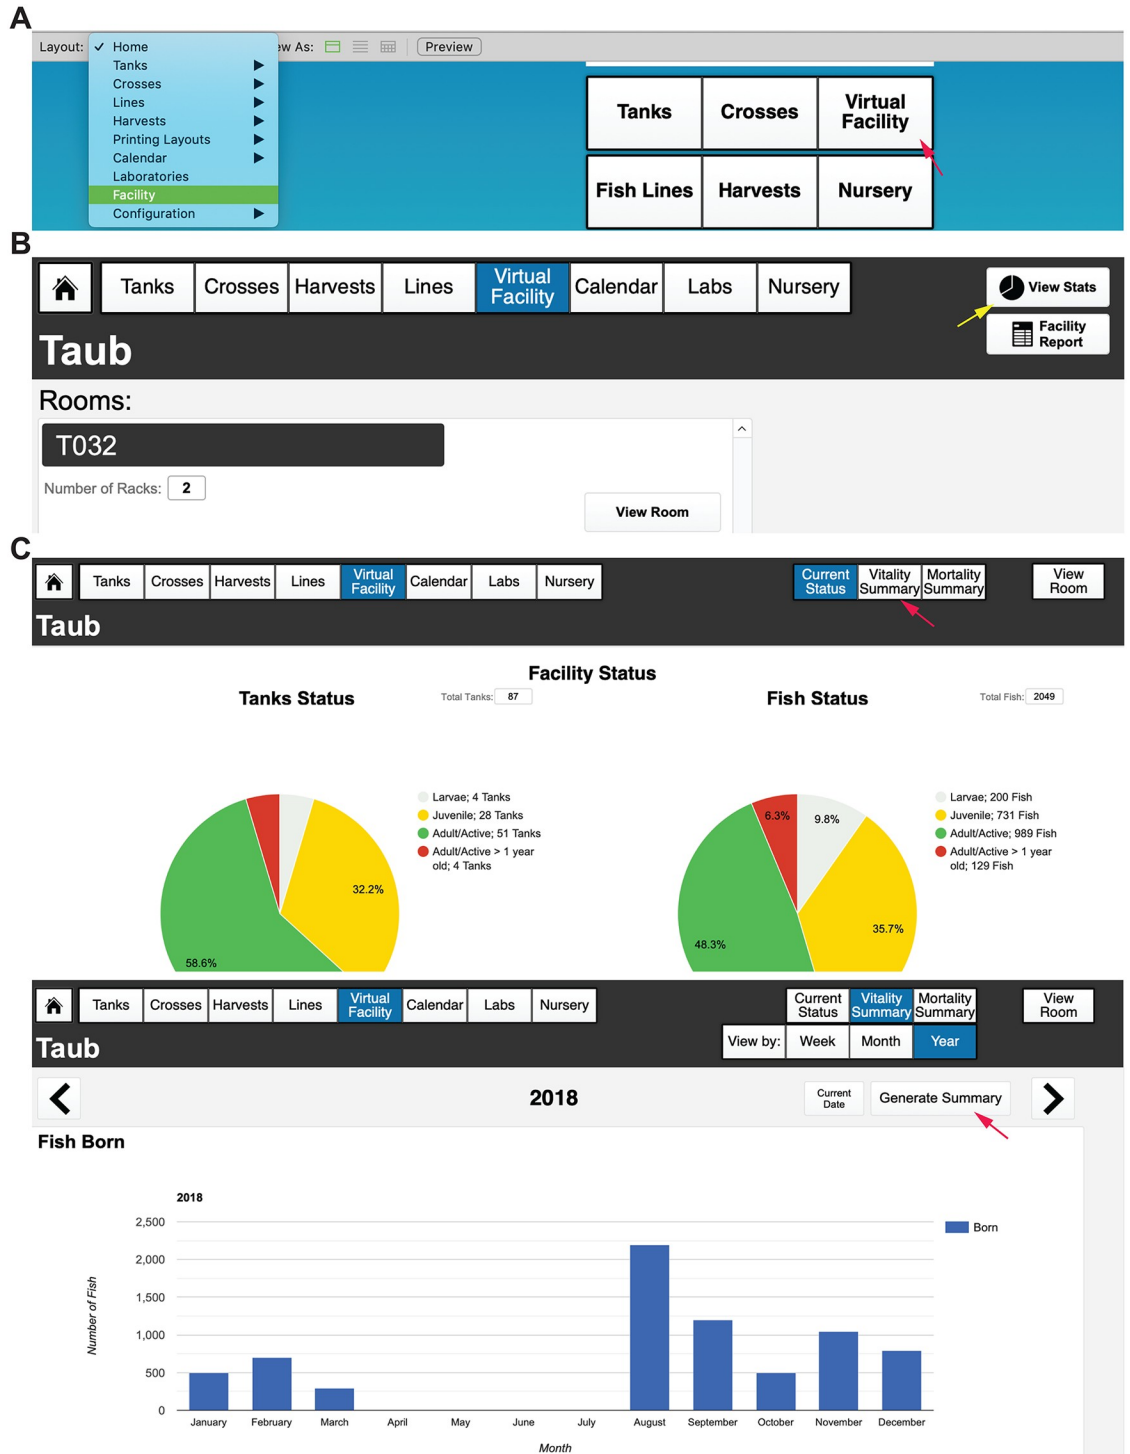 A
Layout: ✓ Home ew As: Preview
Tanks
Crosses
Lines
Harvests
Printing Layouts
Calendar
Laboratories
Facility
Configuration
Tanks Crosses Virtual Facility
Fish Lines Harvests Nursery
B
Tanks Crosses Harvests Lines Virtual Facility Calendar Labs Nursery
View Stats
Facility Report
Taub
Rooms:
T032
Number of Racks: 2
View Room
C
Tanks Crosses Harvests Lines Virtual Facility Calendar Labs Nursery Current Status Vitality Summary Mortality Summary View Room
Taub
Facility Status
Tanks Status Total Tanks: 87 Fish Status Total Fish: 2049
Larvae; 4 Tanks
Juvenile; 28 Tanks
Adult/Active; 51 Tanks
Adult/Active > 1 year
old; 4 Tanks
32.2%
58.6%
Larvae; 200 Fish
Juvenile; 731 Fish
Adult/Active; 989 Fish
Adult/Active > 1 year
old; 129 Fish
6.3%
9.8%
35.7%
48.3%
Tanks Crosses Harvests Lines Virtual Facility Calendar Labs Nursery Current Status Vitality Summary Mortality Summary View Room
Taub
View by: Week Month Year
2018 Current Date Generate Summary
Fish Born
2018
Born
Number of Fish
2,500
2,000
1,500
1,000
500
0
January February March April May June July August September October November December
Month